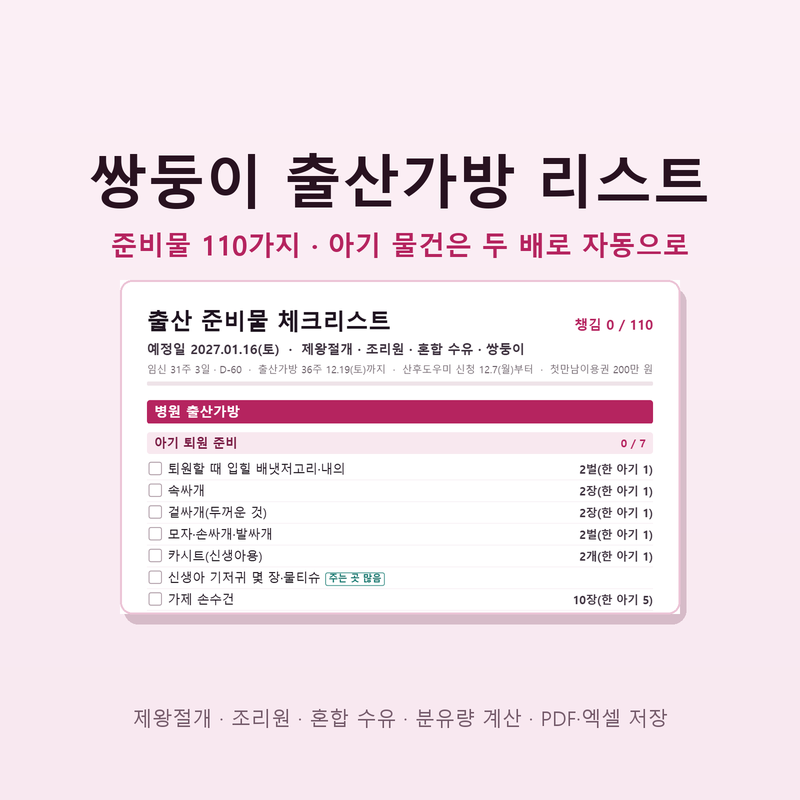 쌍둥이 출산가방 리스트
준비물 110가지 · 아기 물건은 두 배로 자동으로
출산 준비물 체크리스트 챙김 0 / 110
예정일 2027.01.16(토) · 제왕절개 · 조리원 · 혼합 수유 · 쌍둥이
임신 31주 3일 · D-60 · 출산가방 36주 12.19(토)까지 · 산후도우미 신청 12.7(월)부터 · 첫만남이용권 200만 원
병원 출산가방
아기 퇴원 준비 0 / 7
퇴원할 때 입힐 배냇저고리·내의 2벌(한 아기 1)
속싸개 2장(한 아기 1)
겉싸개(두꺼운 것) 2장(한 아기 1)
모자·손싸개·발싸개 2벌(한 아기 1)
카시트(신생아용) 2개(한 아기 1)
신생아 기저귀 몇 장·물티슈 주는 곳 많음
가제 손수건 10장(한 아기 5)
제왕절개 · 조리원 · 혼합 수유 · 분유량 계산 · PDF·엑셀 저장